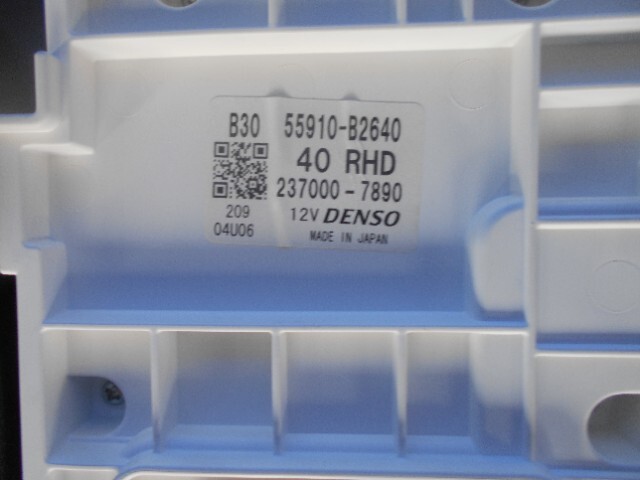 B30 55910-B2640
40 RHD
237000-7890
209 12V DENSO
04U06 MADE IN JAPAN